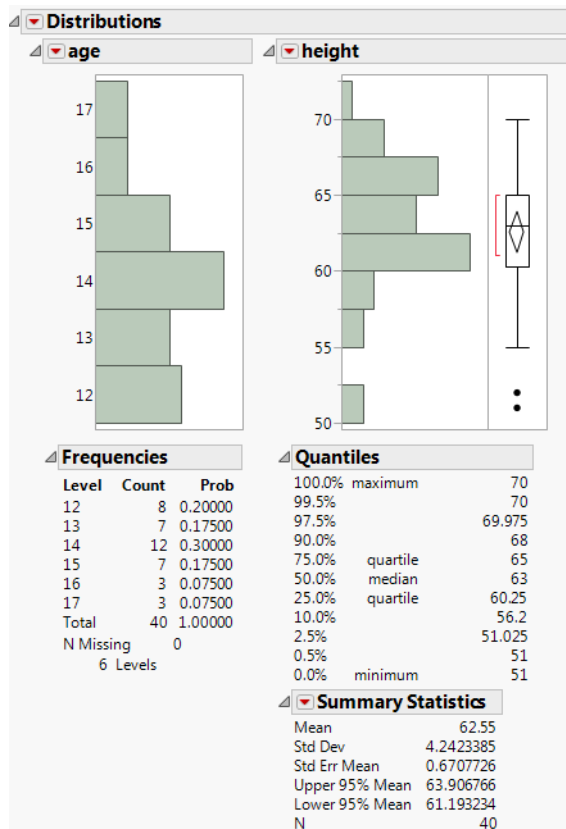 Distributions
age
17
16
15
14
13
12
Frequencies
Level Count Prob
12 8 0.20000
13 7 0.17500
14 12 0.30000
15 7 0.17500
16 3 0.07500
17 3 0.07500
Total 40 1.00000
N Missing 0
6 Levels
height
70
65
60
55
50
Quantiles
100.0% maximum 70
99.5% 70
97.5% 69.975
90.0% 68
75.0% quartile 65
50.0% median 63
25.0% quartile 60.25
10.0% 56.2
2.5% 51.025
0.5% 51
0.0% minimum 51
Summary Statistics
Mean 62.55
Std Dev 4.2423385
Std Err Mean 0.6707726
Upper 95% Mean 63.906766
Lower 95% Mean 61.193234
N 40